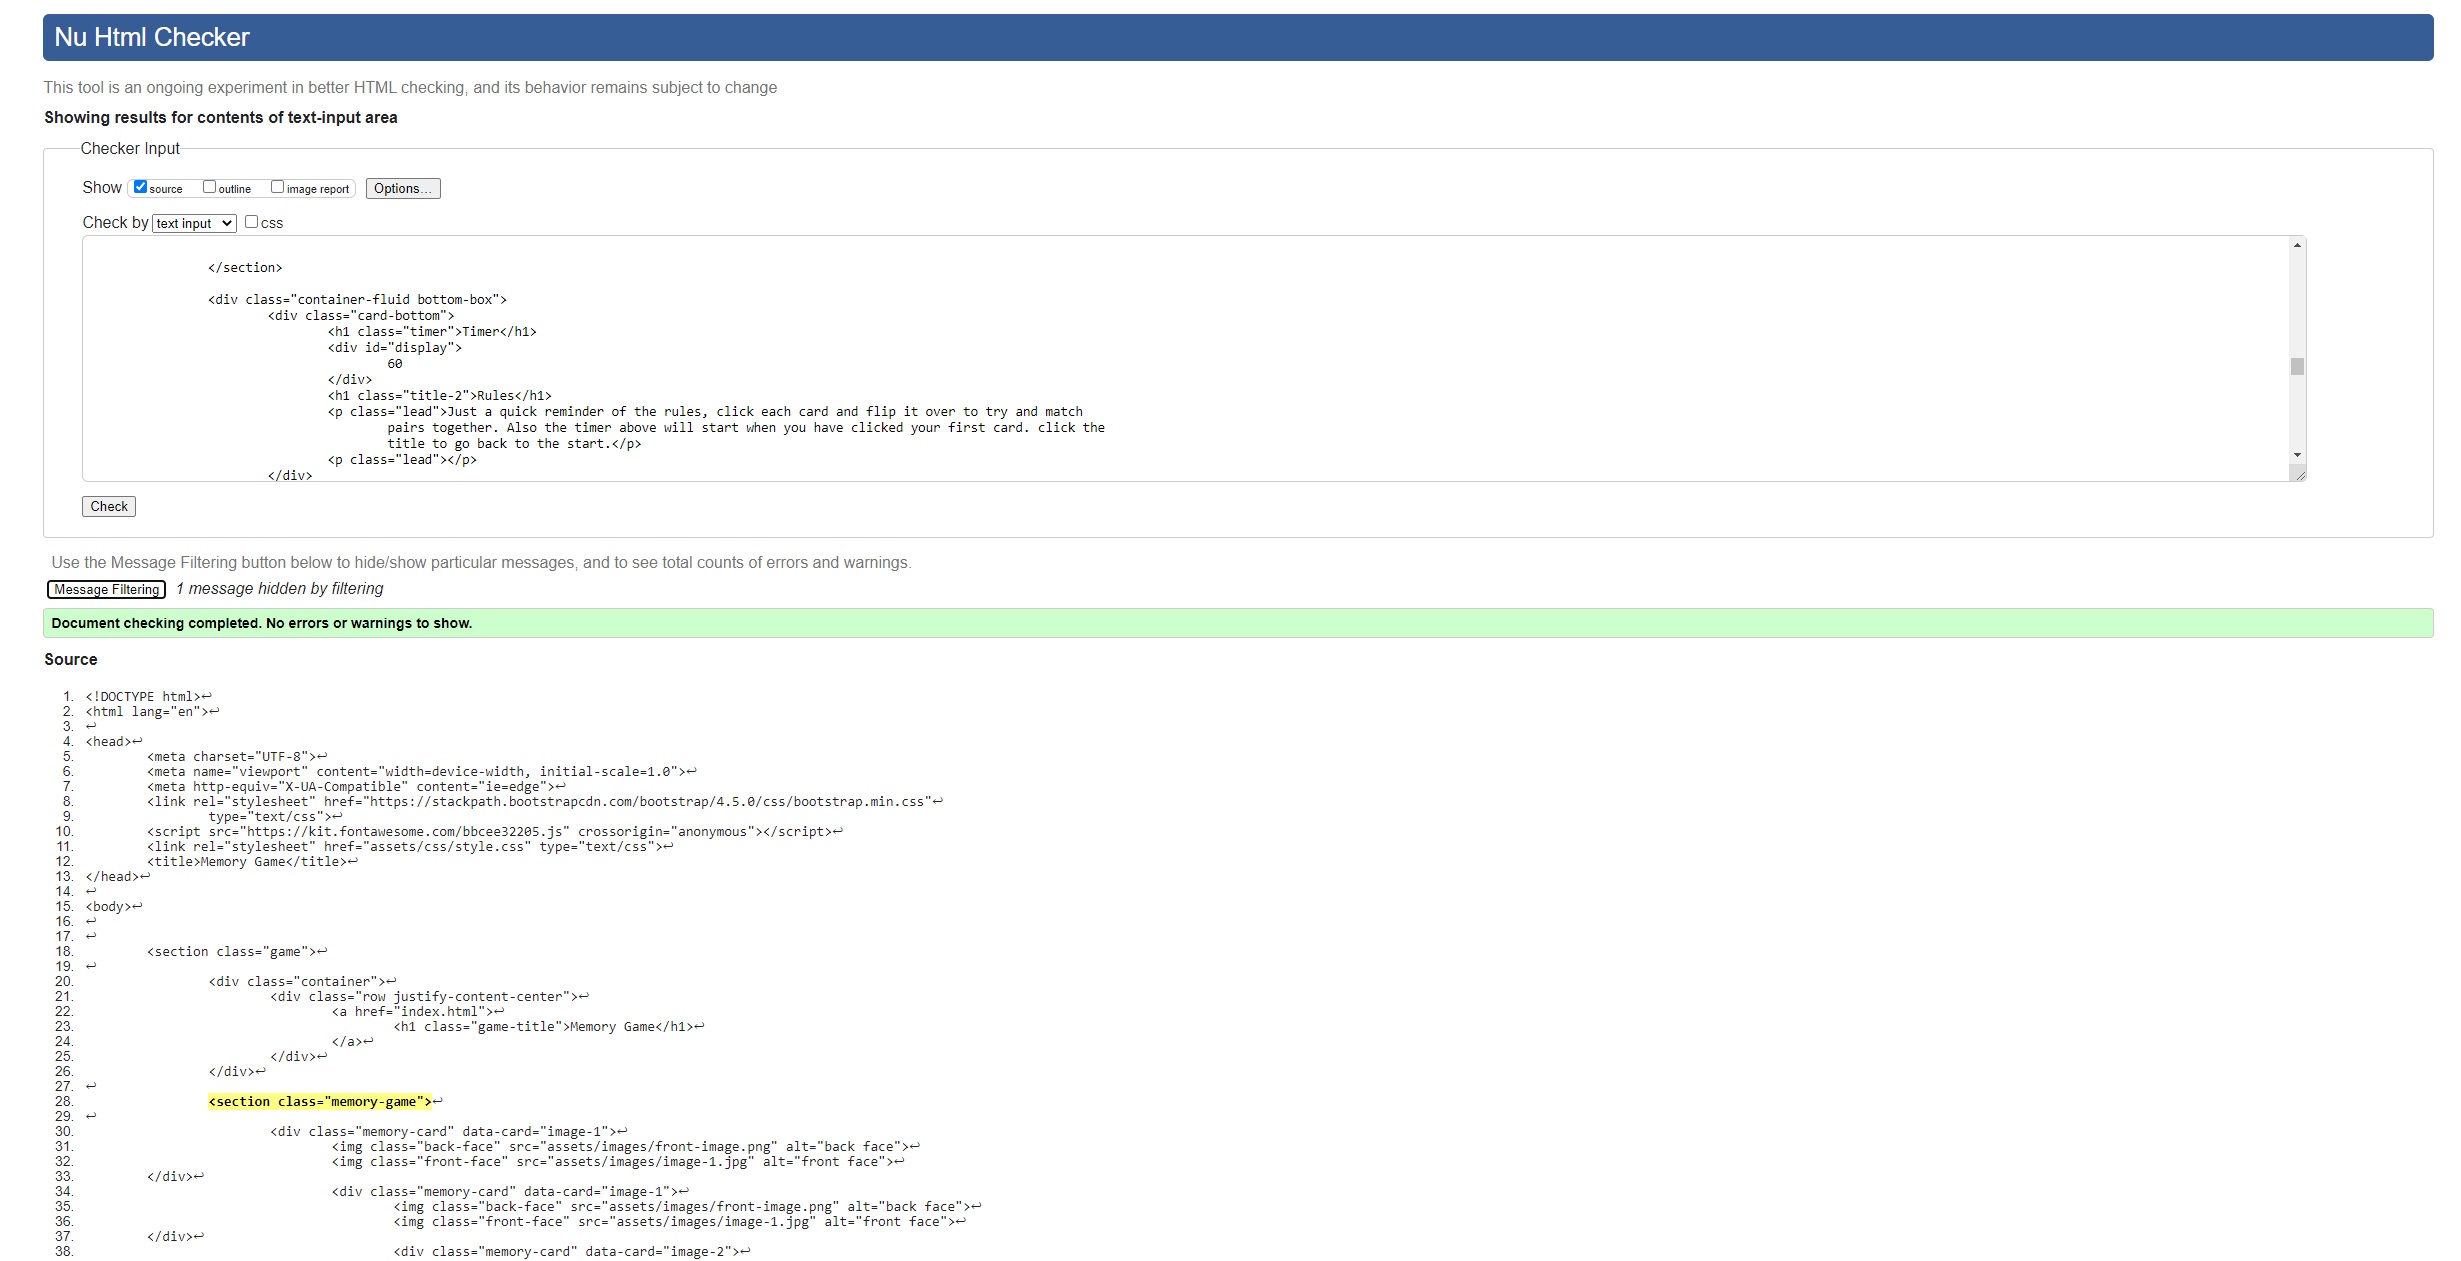 Nu Html Checker
This tool is an ongoing experiment in better HTML checking, and its behavior remains subject to change
Showing results for contents of text-input area
Checker Input
Show source outline image report Options...
Check by text input css
</section>
<div class="container-fluid bottom-box">
<div class="card-bottom">
<h1 class="timer">Timer</h1>
<div id="display">
60
</div>
<h1 class="title-2">Rules</h1>
<p class="lead">Just a quick reminder of the rules, click each card and flip it over to try and match
pairs together. Also the timer above will start when you have clicked your first card. click the
title to go back to the start.</p>
<p class="lead"></p>
</div>
Check
Use the Message Filtering button below to hide/show particular messages, and to see total counts of errors and warnings.
Message Filtering 1 message hidden by filtering
Document checking completed. No errors or warnings to show.
Source
1. <!DOCTYPE html>↩
2. <html lang="en">↩
3. ↩
4. <head>↩
5. <meta charset="UTF-8">↩
6. <meta name="viewport" content="width=device-width, initial-scale=1.0">↩
7. <meta http-equiv="X-UA-Compatible" content="ie=edge">↩
8. <link rel="stylesheet" href="https://stackpath.bootstrapcdn.com/bootstrap/4.5.0/css/bootstrap.min.css"↩
9. type="text/css">↩
10. <script src="https://kit.fontawesome.com/bbcee32205.js" crossorigin="anonymous"></script>↩
11. <link rel="stylesheet" href="assets/css/style.css" type="text/css">↩
12. <title>Memory Game</title>↩
13. </head>↩
14. ↩
15. <body>↩
16. ↩
17. ↩
18. <section class="game">↩
19. ↩
20. <div class="container">↩
21. <div class="row justify-content-center">↩
22. <a href="index.html">↩
23. <h1 class="game-title">Memory Game</h1>↩
24. </a>↩
25. </div>↩
26. </div>↩
27. ↩
28. <section class="memory-game">↩
29. ↩
30. <div class="memory-card" data-card="image-1">↩
31. <img class="back-face" src="assets/images/front-image.png" alt="back face">↩
32. <img class="front-face" src="assets/images/image-1.jpg" alt="front face">↩
33. </div>↩
34. <div class="memory-card" data-card="image-1">↩
35. <img class="back-face" src="assets/images/front-image.png" alt="back face">↩
36. <img class="front-face" src="assets/images/image-1.jpg" alt="front face">↩
37. </div>↩
38. <div class="memory-card" data-card="image-2">↩